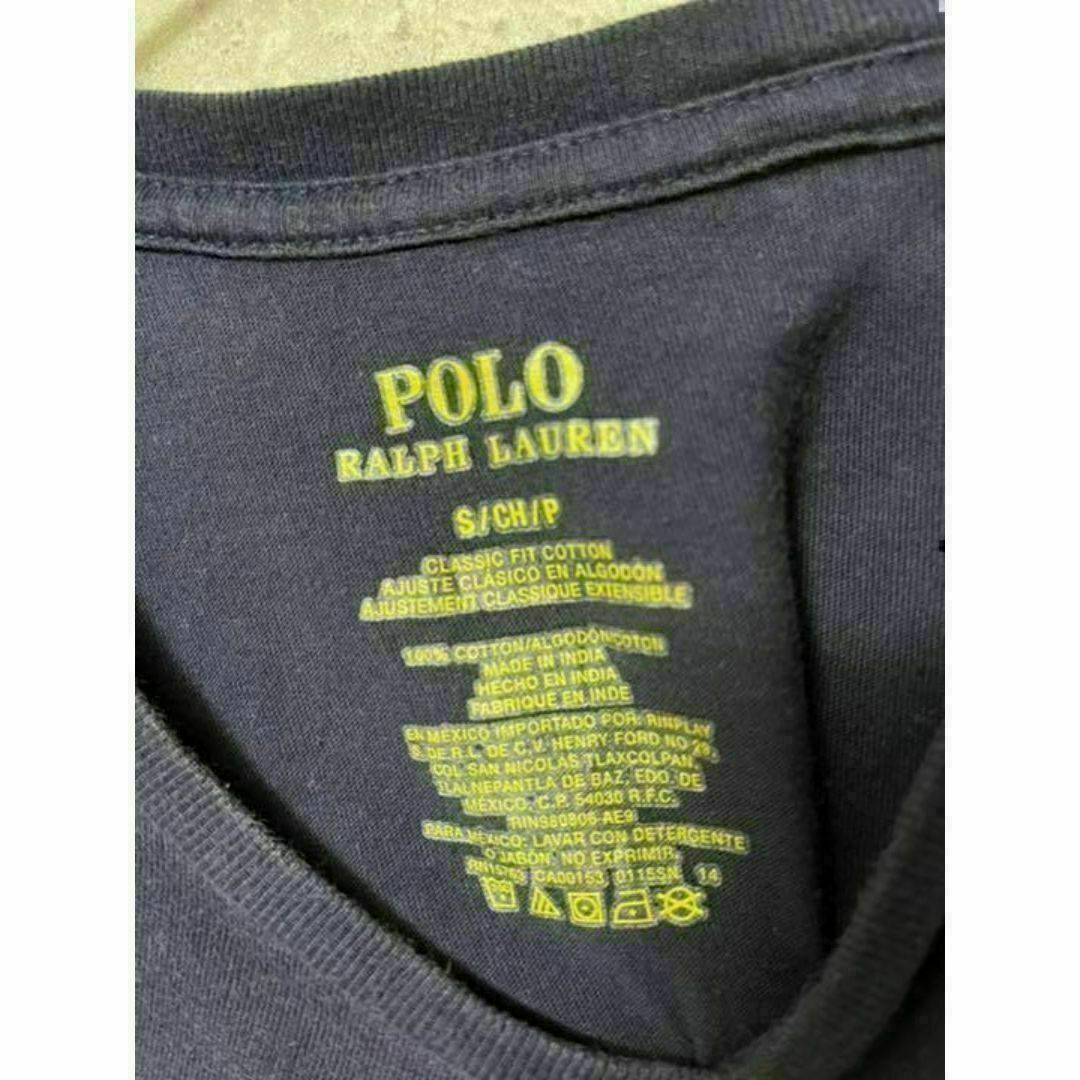 POLO
RALPH LAUREN
S/CH/P
CLASSIC FIT COTTON
AJUSTE CLÁSICO EN ALGODÓN
AJUSTEMENT CLASSIQUE EXTENSIBLE
100% COTTON/ALGODÓN/COTON
MADE IN INDIA
HECHO EN INDIA
FABRIQUE EN INDE
EN MÉXICO IMPORTADO POR: RINPLAY
S. DE R.L. DE C.V. HENRY FORD NO 29,
COL SAN NICOLAS TLAXCOLPAN,
TLALNEPANTLA DE BAZ, EDO. DE
MÉXICO, C.P. 54030 R.F.C.
RIN980806 AE9
PARA MÉXICO: LAVAR CON DETERGENTE
O JABÓN. NO EXPRIMIR.
RN15763 CA00153 0115SN 14